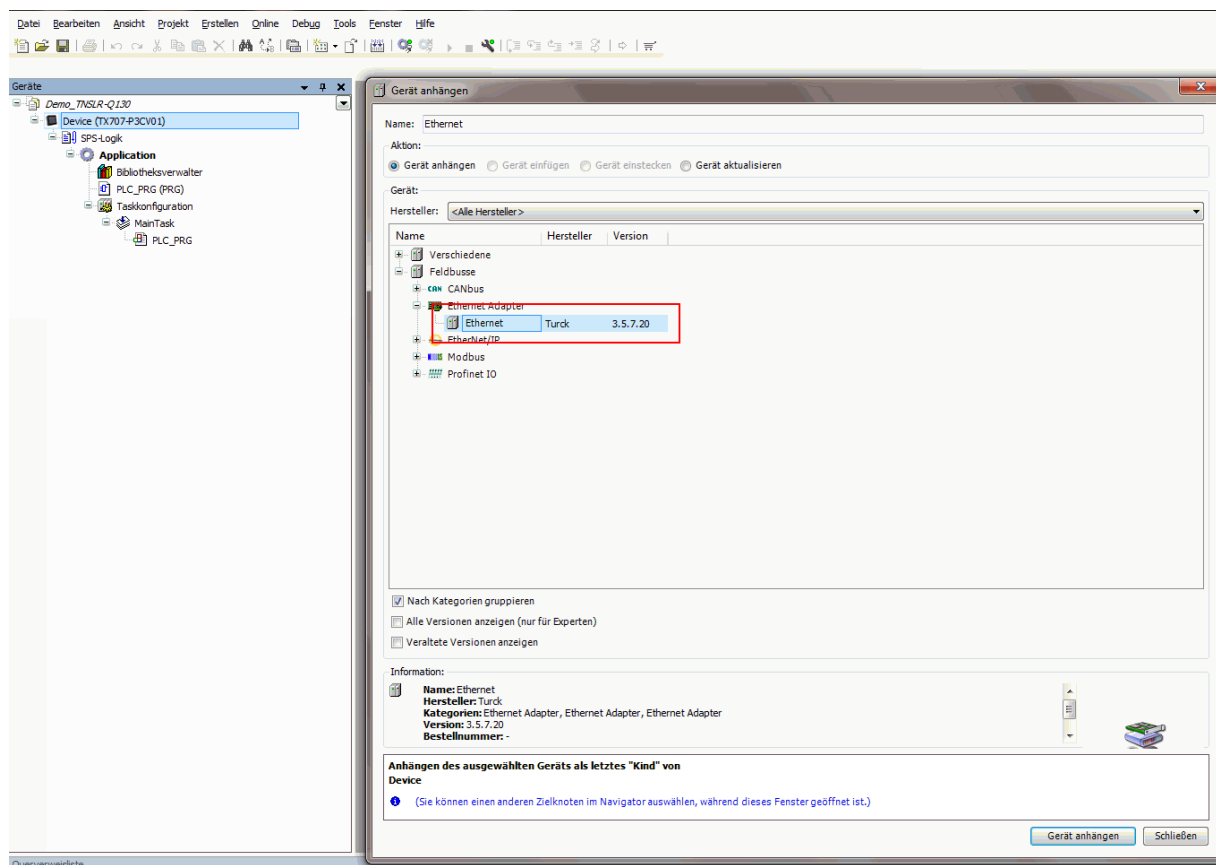 Datei Bearbeiten Ansicht Projekt Erstellen Online Debug Tools Fenster Hilfe
Geräte
Demo_TNSLR-Q130
Device (TX707-P3CV01)
SPS-Logik
Application
Bibliotheksverwalter
PLC_PRG (PRG)
Taskkonfiguration
MainTask
PLC_PRG
Gerät anhängen
Name: Ethernet
Aktion:
Gerät anhängen Gerät einfügen Gerät einstecken Gerät aktualisieren
Gerät:
Hersteller: <Alle Hersteller>
Name Hersteller Version
Verschiedene
Feldbusse
CAN CANbus
Ethernet Adapter
Ethernet Turck 3.5.7.20
EtherNet/IP
Modbus
Profinet IO
Nach Kategorien gruppieren
Alle Versionen anzeigen (nur für Experten)
Veraltete Versionen anzeigen
Information:
Name: Ethernet
Hersteller: Turck
Kategorien: Ethernet Adapter, Ethernet Adapter, Ethernet Adapter
Version: 3.5.7.20
Bestellnummer: -
Anhängen des ausgewählten Geräts als letztes "Kind" von
Device
(Sie können einen anderen Zielknoten im Navigator auswählen, während dieses Fenster geöffnet ist.)
Gerät anhängen Schließen
Querverweisliste